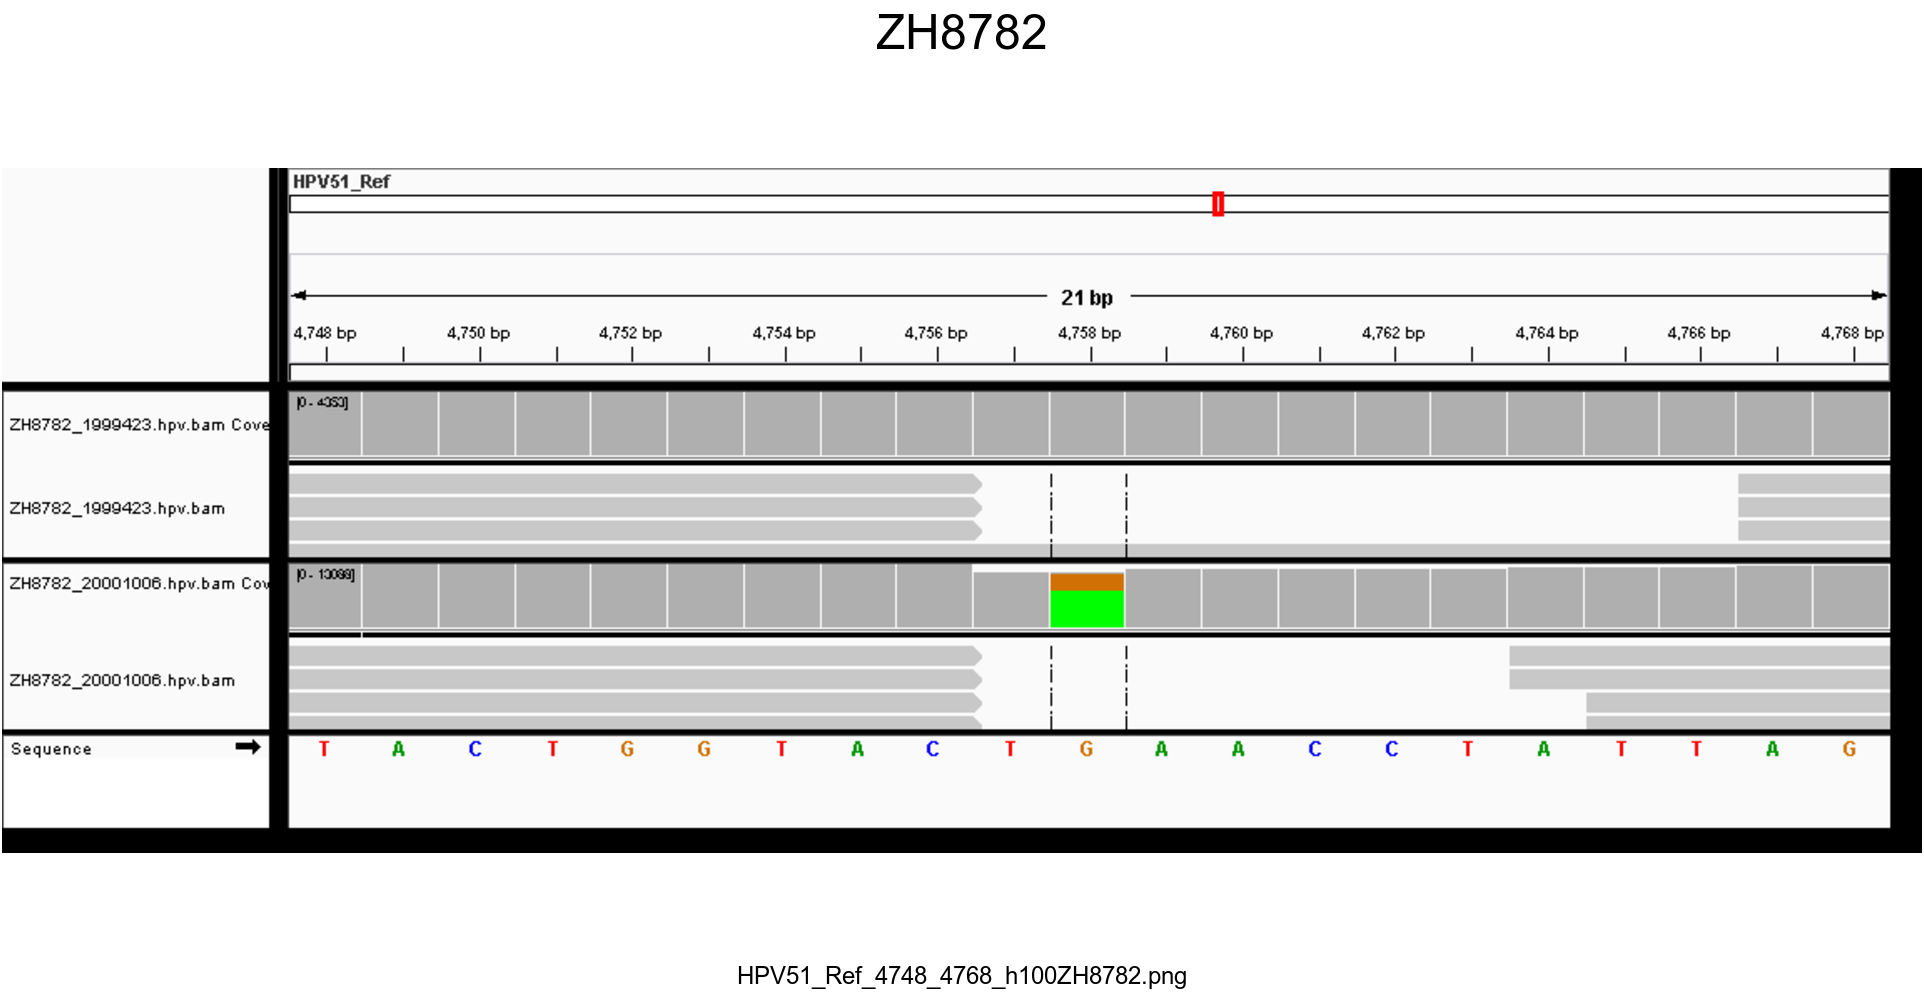 ZH8782
HPV51_Ref
21 bp
4,748 bp 4,750 bp 4,752 bp 4,754 bp 4,756 bp 4,758 bp 4,760 bp 4,762 bp 4,764 bp 4,766 bp 4,768 bp
[0 - 4353]
ZH8782_1999423.hpv.bam Cove
ZH8782_1999423.hpv.bam
ZH8782_20001006.hpv.bam Cov
ZH8782_20001006.hpv.bam
Sequence T A C T G G T A C T G A A C C T A T T A G
HPV51_Ref_4748_4768_h100ZH8782.png